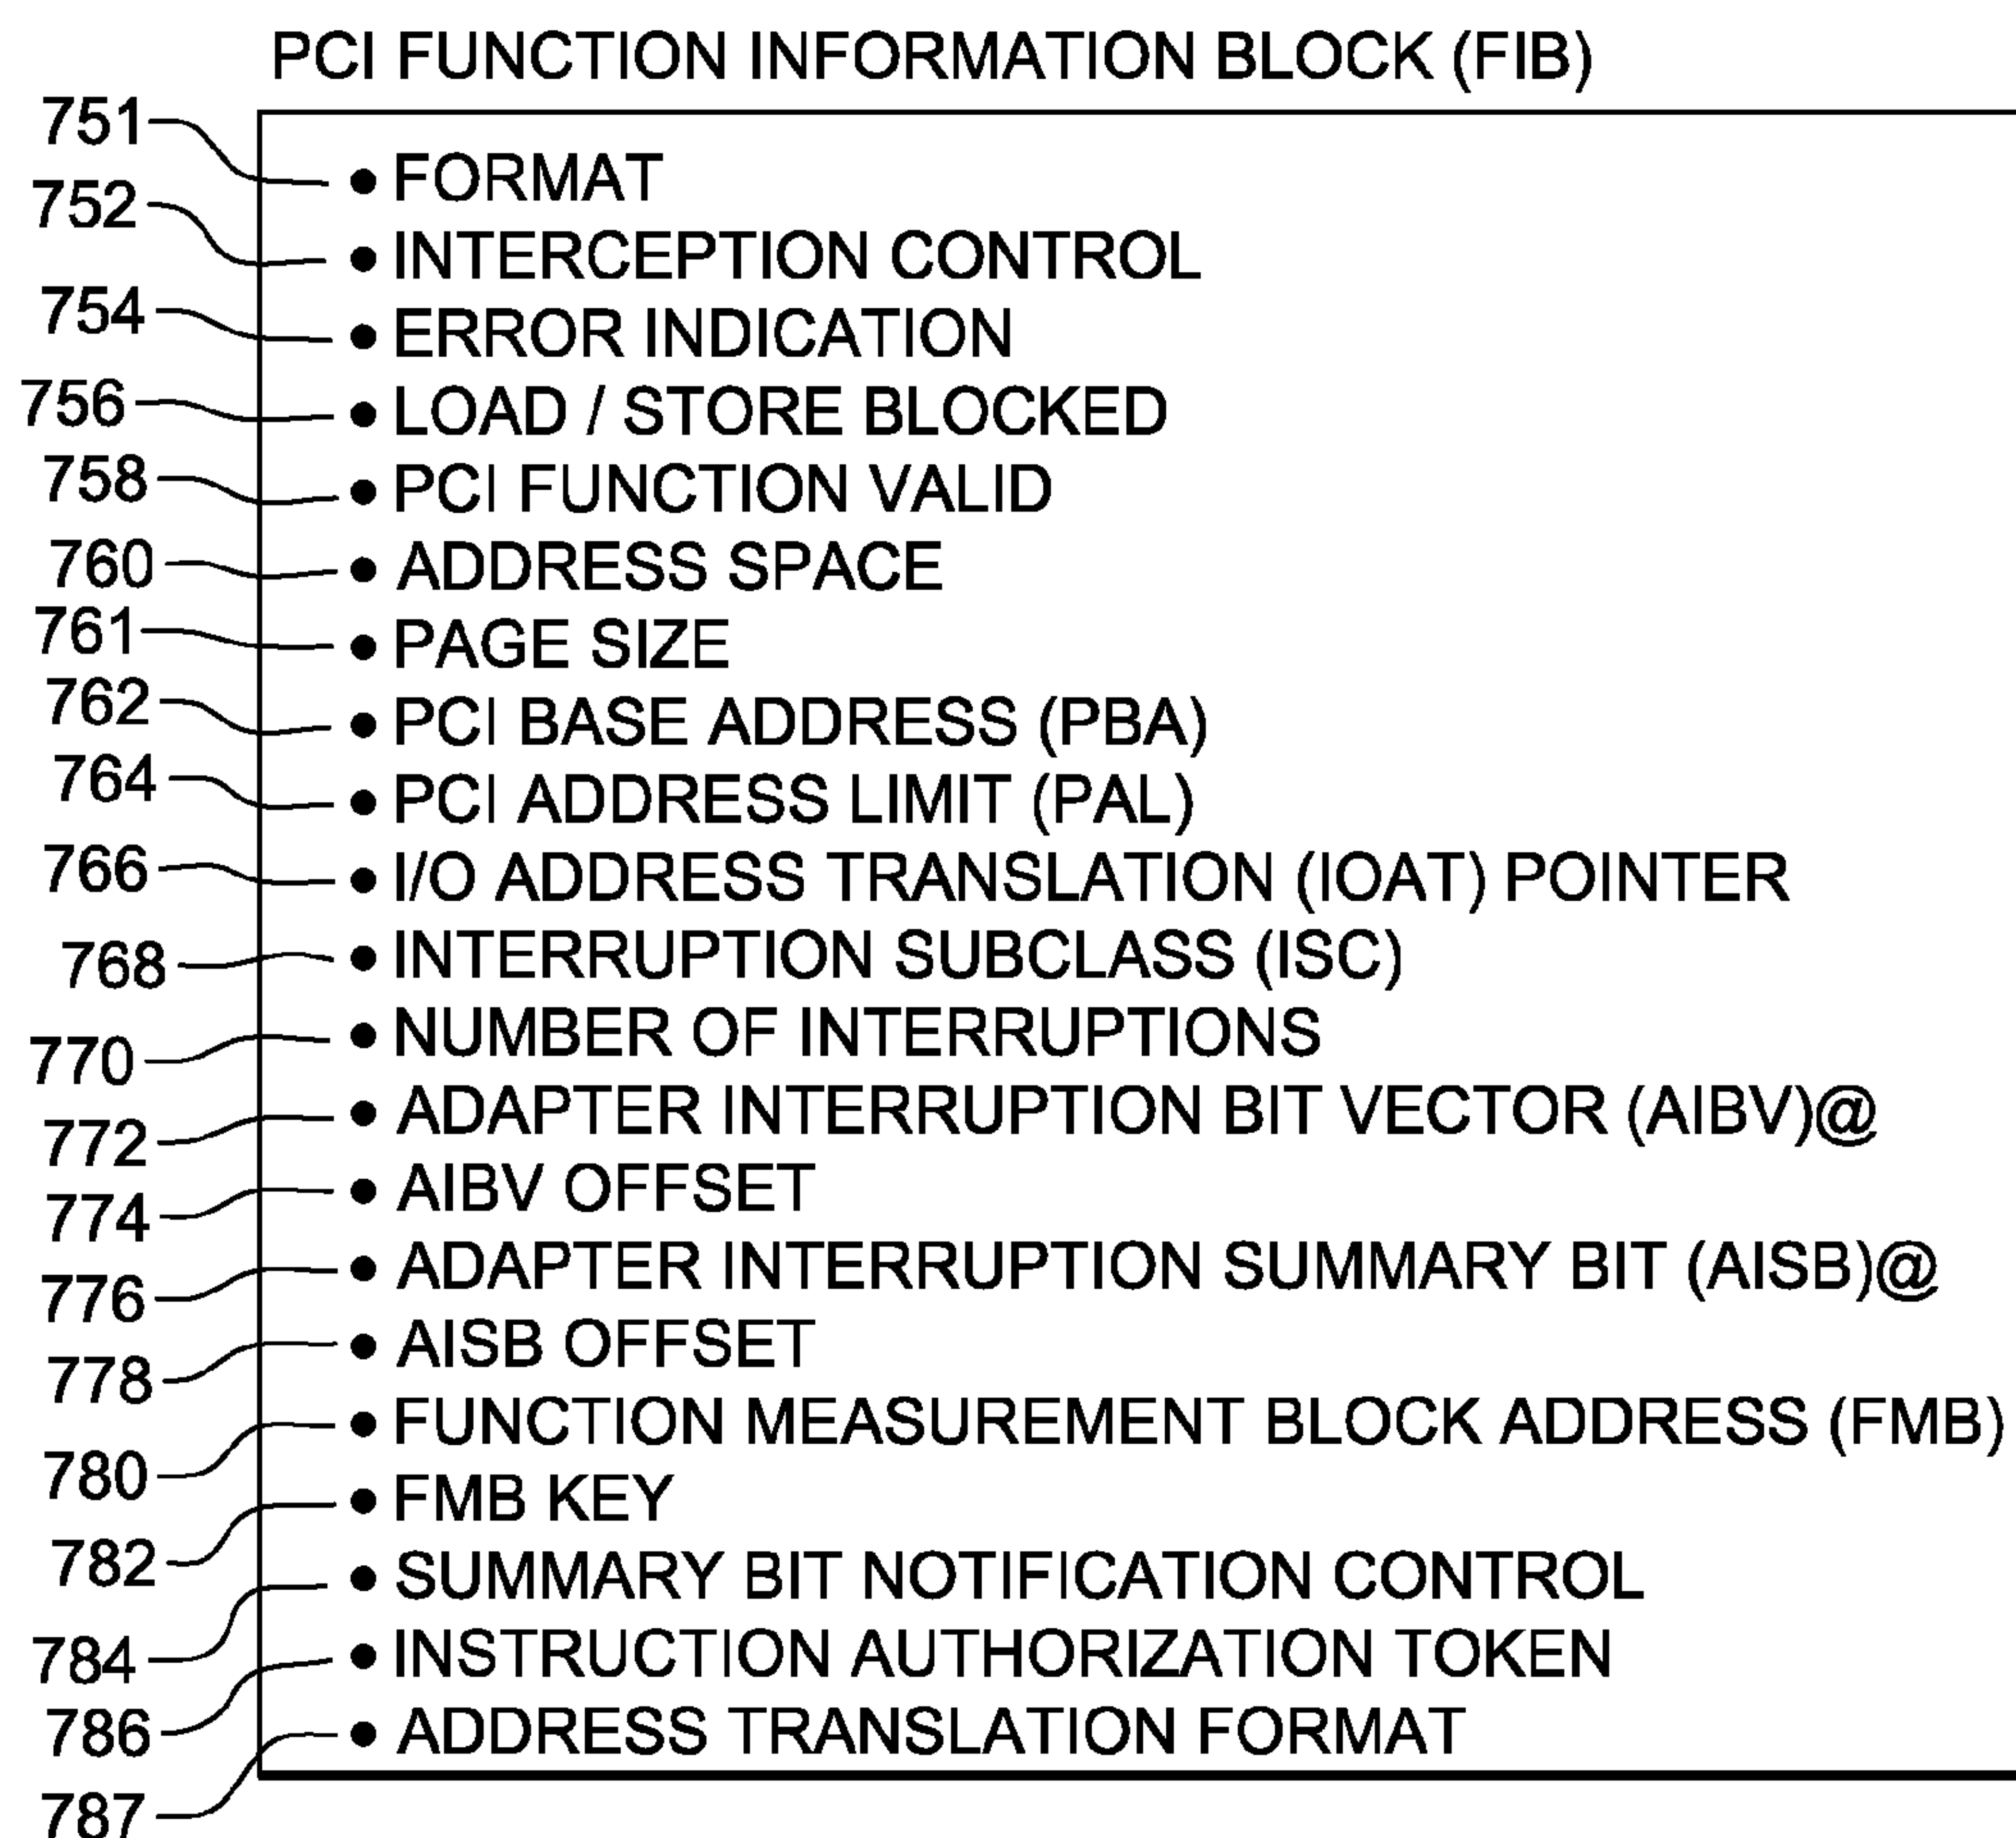 PCI FUNCTION INFORMATION BLOCK (FIB)
751 • FORMAT
752 • INTERCEPTION CONTROL
754 • ERROR INDICATION
756 • LOAD / STORE BLOCKED
758 • PCI FUNCTION VALID
760 • ADDRESS SPACE
761 • PAGE SIZE
762 • PCI BASE ADDRESS (PBA)
764 • PCI ADDRESS LIMIT (PAL)
766 • I/O ADDRESS TRANSLATION (IOAT) POINTER
768 • INTERRUPTION SUBCLASS (ISC)
770 • NUMBER OF INTERRUPTIONS
772 • ADAPTER INTERRUPTION BIT VECTOR (AIBV)@
774 • AIBV OFFSET
776 • ADAPTER INTERRUPTION SUMMARY BIT (AISB)@
778 • AISB OFFSET
780 • FUNCTION MEASUREMENT BLOCK ADDRESS (FMB)
782 • FMB KEY
784 • SUMMARY BIT NOTIFICATION CONTROL
786 • INSTRUCTION AUTHORIZATION TOKEN
787 • ADDRESS TRANSLATION FORMAT